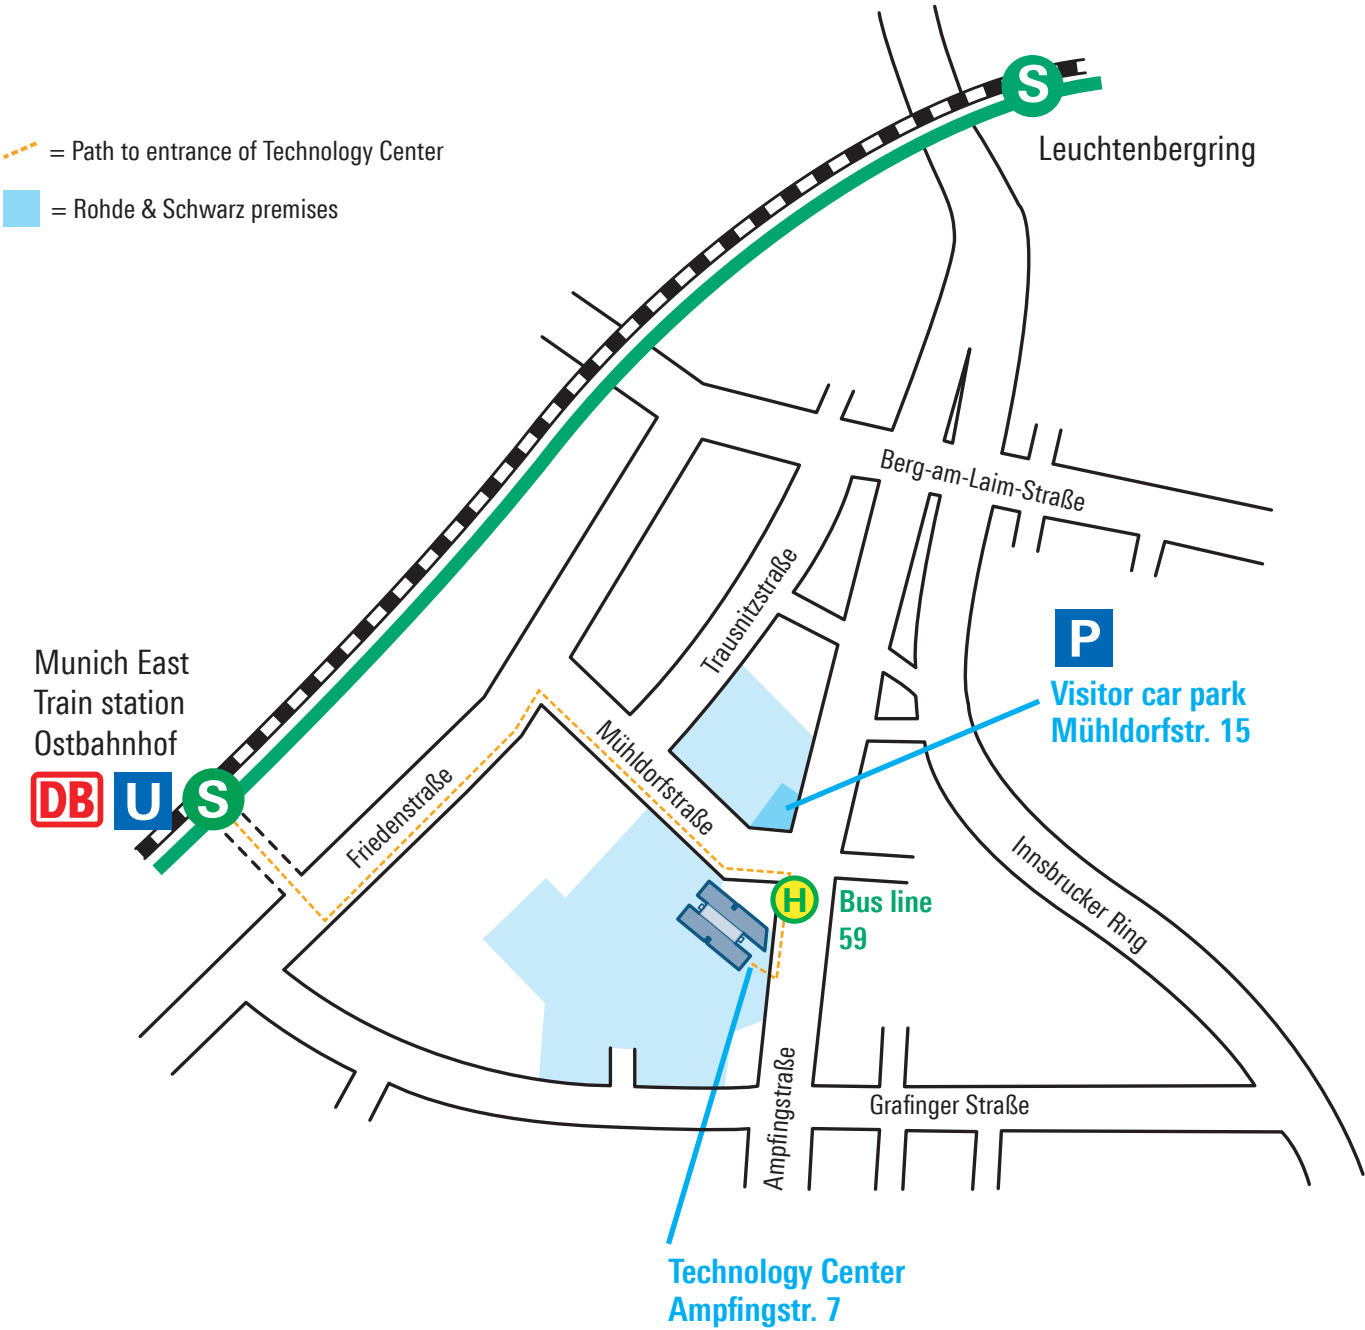 S
Leuchtenbergring
= Path to entrance of Technology Center
= Rohde & Schwarz premises
Berg-am-Laim-Straße
Trausnitzstraße
P
Visitor car park
Mühldorfstr. 15
Munich East
Train station
Ostbahnhof
DB U S
Mühldorfstraße
Friedenstraße
Innsbrucker Ring
H
Bus line
59
Ampfingstraße
Grafinger Straße
Technology Center
Ampfingstr. 7